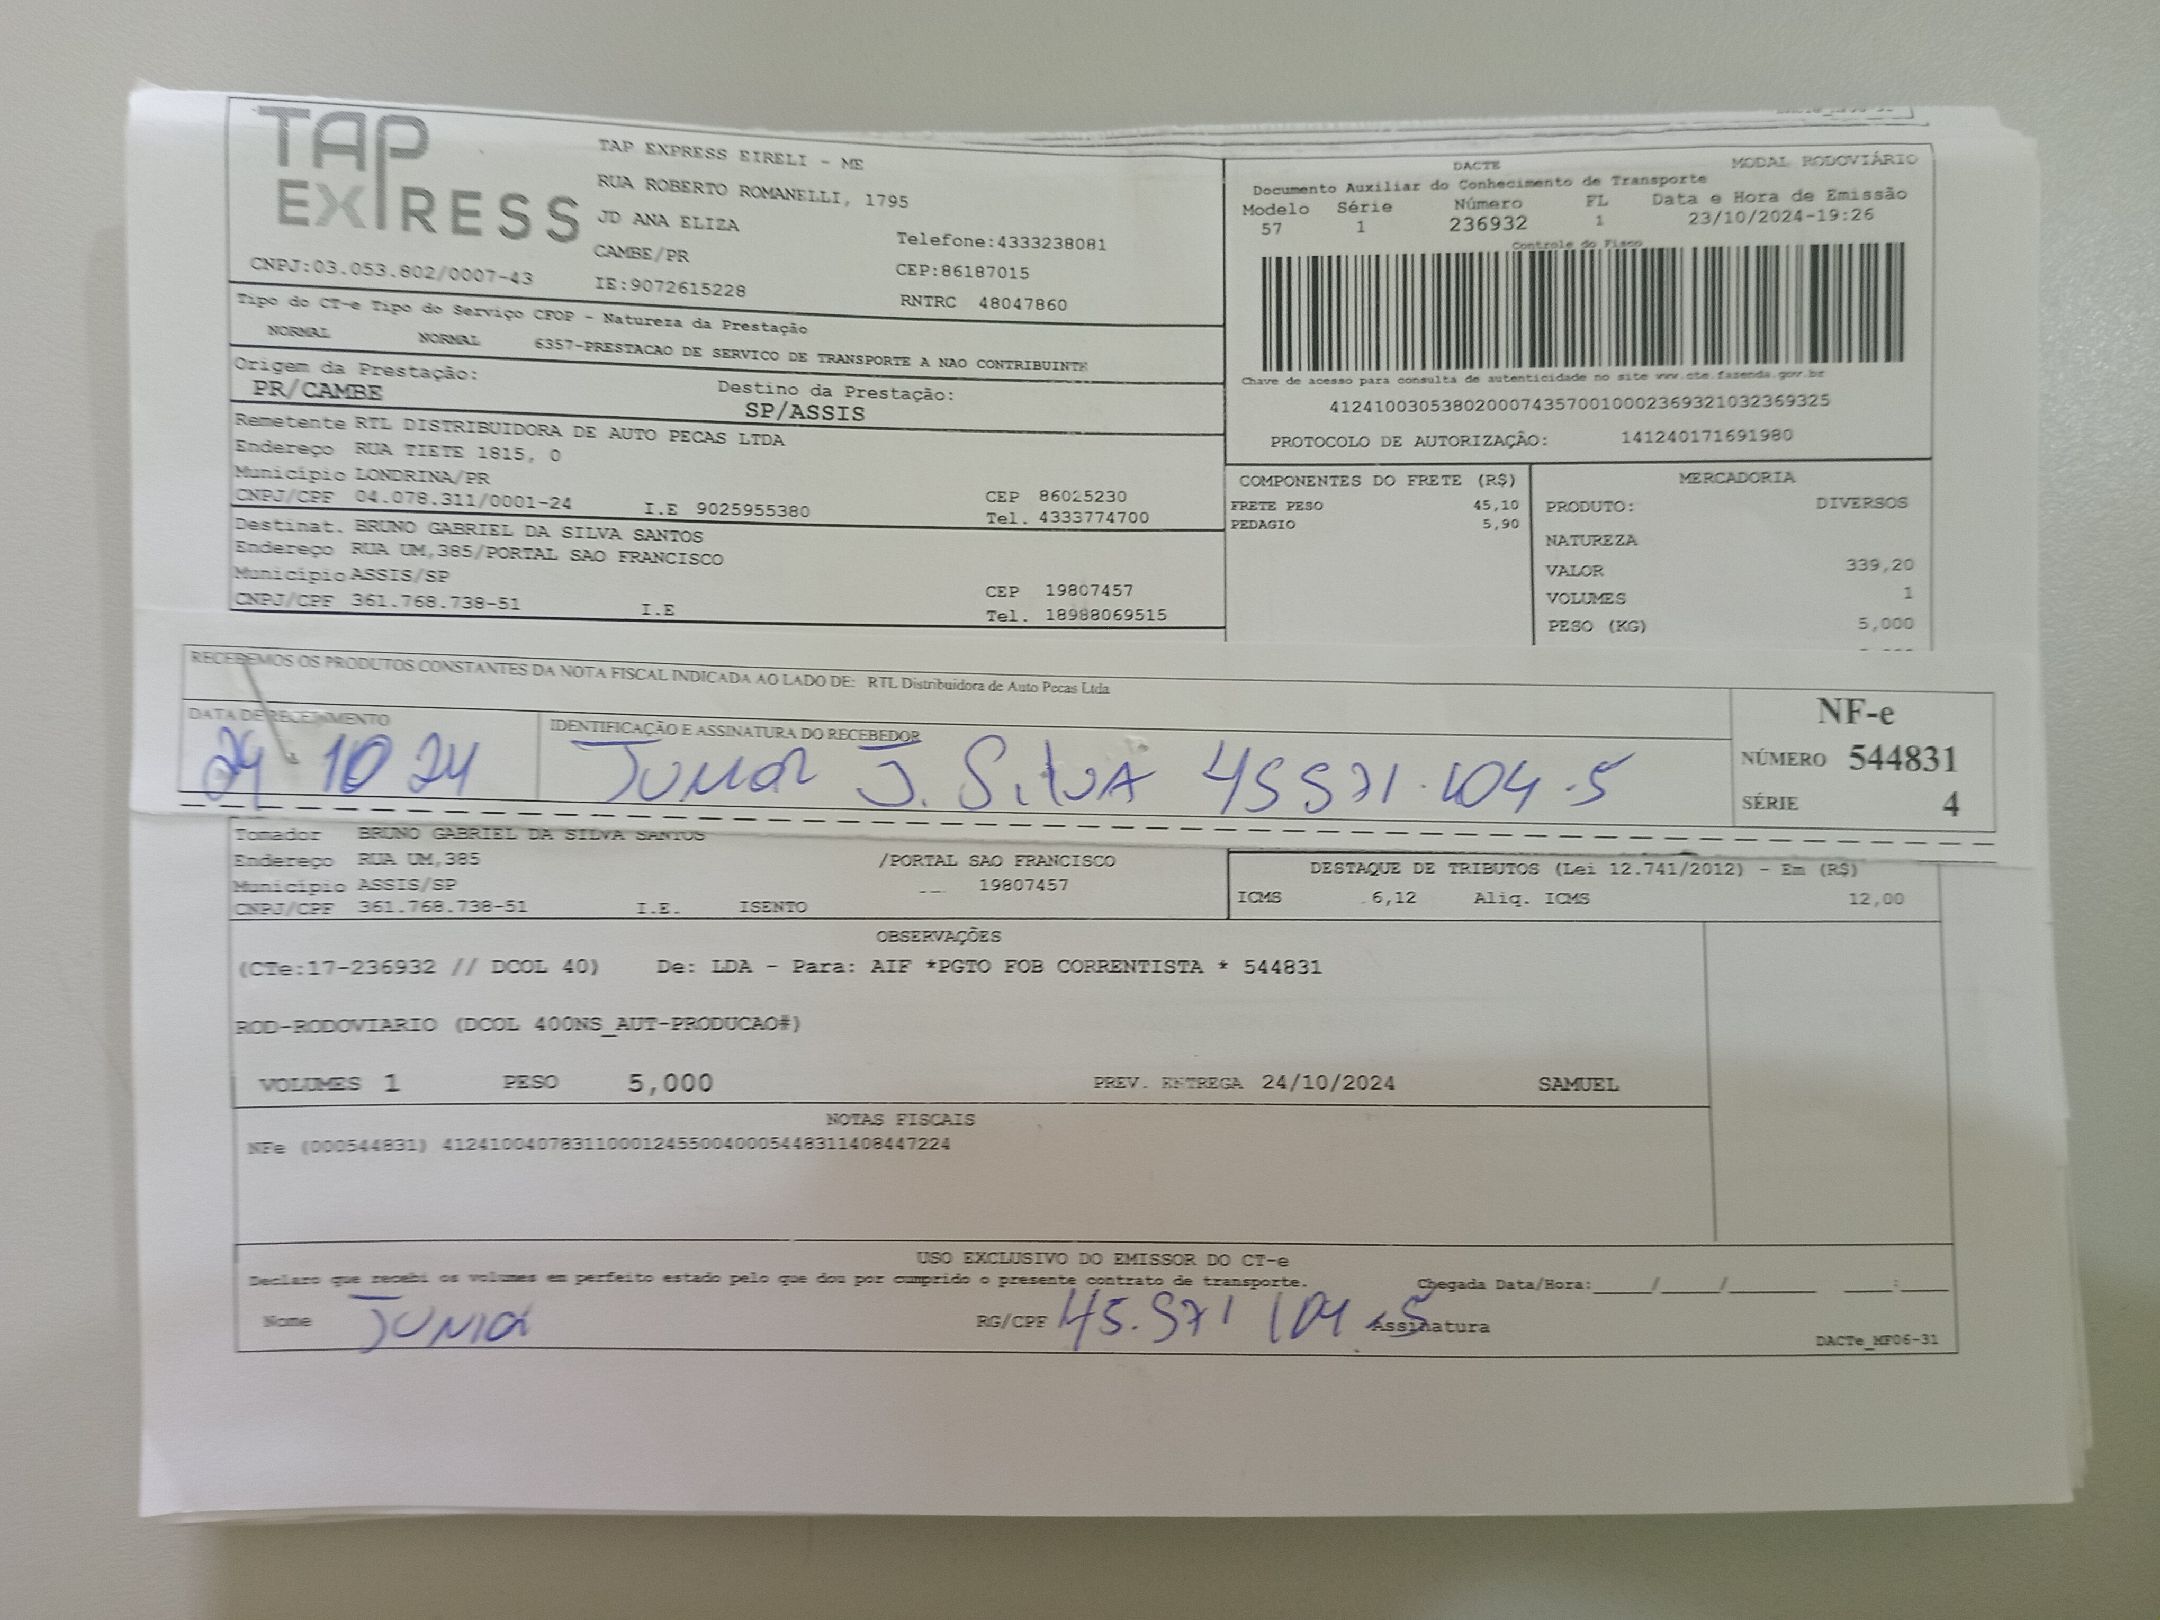 TAP
EXPRESS
TAP EXPRESS EIRELI - ME
RUA ROBERTO ROMANELLI, 1795
JD ANA ELIZA
CAMBE/PR
Telefone:4333238081
CEP:86187015
CNPJ:03.053.802/0007-43
IE:9072615228
RNTRC 48047860
Tipo do CT-e Tipo do Serviço CFOP - Natureza da Prestação
NORMAL NORMAL 6357-PRESTACAO DE SERVICO DE TRANSPORTE A NAO CONTRIBUINTE
Origem da Prestação: Destino da Prestação:
PR/CAMBE SP/ASSIS
Remetente RTL DISTRIBUIDORA DE AUTO PECAS LTDA
Endereço RUA TIETE 1815, 0
Município LONDRINA/PR
CNPJ/CPF 04.078.311/0001-24 I.E 9025955380
CEP 86025230
Tel. 4333774700
Destinat. BRUNO GABRIEL DA SILVA SANTOS
Endereço RUA UM,385/PORTAL SAO FRANCISCO
Município ASSIS/SP
CNPJ/CPF 361.768.738-51 I.E
CEP 19807457
Tel. 18988069515
DACTE MODAL RODOVIÁRIO
Documento Auxiliar do Conhecimento de Transporte
Modelo Série Número FL Data e Hora de Emissão
57 1 236932 1 23/10/2024-19:26
Controle do Fisco
Chave de acesso para consulta de autenticidade no site www.cte.fazenda.gov.br
41241003053802000743570010002369321032369325
PROTOCOLO DE AUTORIZAÇÃO: 141240171691980
COMPONENTES DO FRETE (R$)
FRETE PESO 45,10
PEDAGIO 5,90
MERCADORIA
PRODUTO: DIVERSOS
NATUREZA
VALOR 339,20
VOLUMES 1
PESO (KG) 5,000
RECEBEMOS OS PRODUTOS CONSTANTES DA NOTA FISCAL INDICADA AO LADO DE: RTL Distribuidora de Auto Pecas Ltda
DATA DE RECEBIMENTO
24 10 24
IDENTIFICAÇÃO E ASSINATURA DO RECEBEDOR
Junior J. Silva 45571.104.5
NF-e
NÚMERO 544831
SÉRIE 4
Tomador BRUNO GABRIEL DA SILVA SANTOS
Endereço RUA UM,385 /PORTAL SAO FRANCISCO
Município ASSIS/SP 19807457
CNPJ/CPF 361.768.738-51 I.E. ISENTO
DESTAQUE DE TRIBUTOS (Lei 12.741/2012) - Em (R$)
ICMS 6,12 Aliq. ICMS 12,00
OBSERVAÇÕES
(CTe:17-236932 // DCOL 40) De: LDA - Para: AIF *PGTO FOB CORRENTISTA * 544831
ROD-RODOVIARIO (DCOL 400NS_AUT-PRODUCAO#)
VOLUMES 1 PESO 5,000 PREV. ENTREGA 24/10/2024 SAMUEL
NOTAS FISCAIS
NFe (000544831) 41241004078311000124550040005448311408447224
USO EXCLUSIVO DO EMISSOR DO CT-e
Declaro que recebi os volumes em perfeito estado pelo que dou por cumprido o presente contrato de transporte.
Chegada Data/Hora:_____/_____/________ ____:____
Nome Junior RG/CPF 45.571 104.5 Assinatura
DACTe_MF06-31